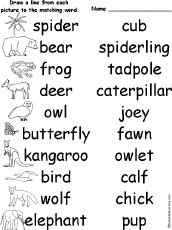 Draw a line from each
picture to the matching word.
Name
spider cub
bear spiderling
frog tadpole
deer caterpillar
owl joey
butterfly fawn
kangaroo owlet
bird calf
wolf chick
elephant pup